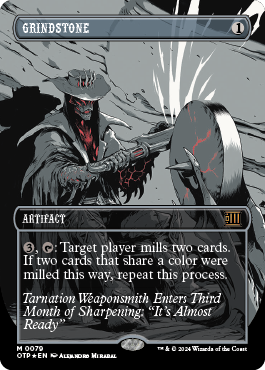 GRINDSTONE 1
ARTIFACT
3, T: Target player mills two cards.
If two cards that share a color were
milled this way, repeat this process.
Tarnation Weaponsmith Enters Third
Month of Sharpening: “It’s Almost
Ready”
M 0079
OTP ★ EN ALEJANDRO MIRABAL
™ & © 2024 Wizards of the Coast